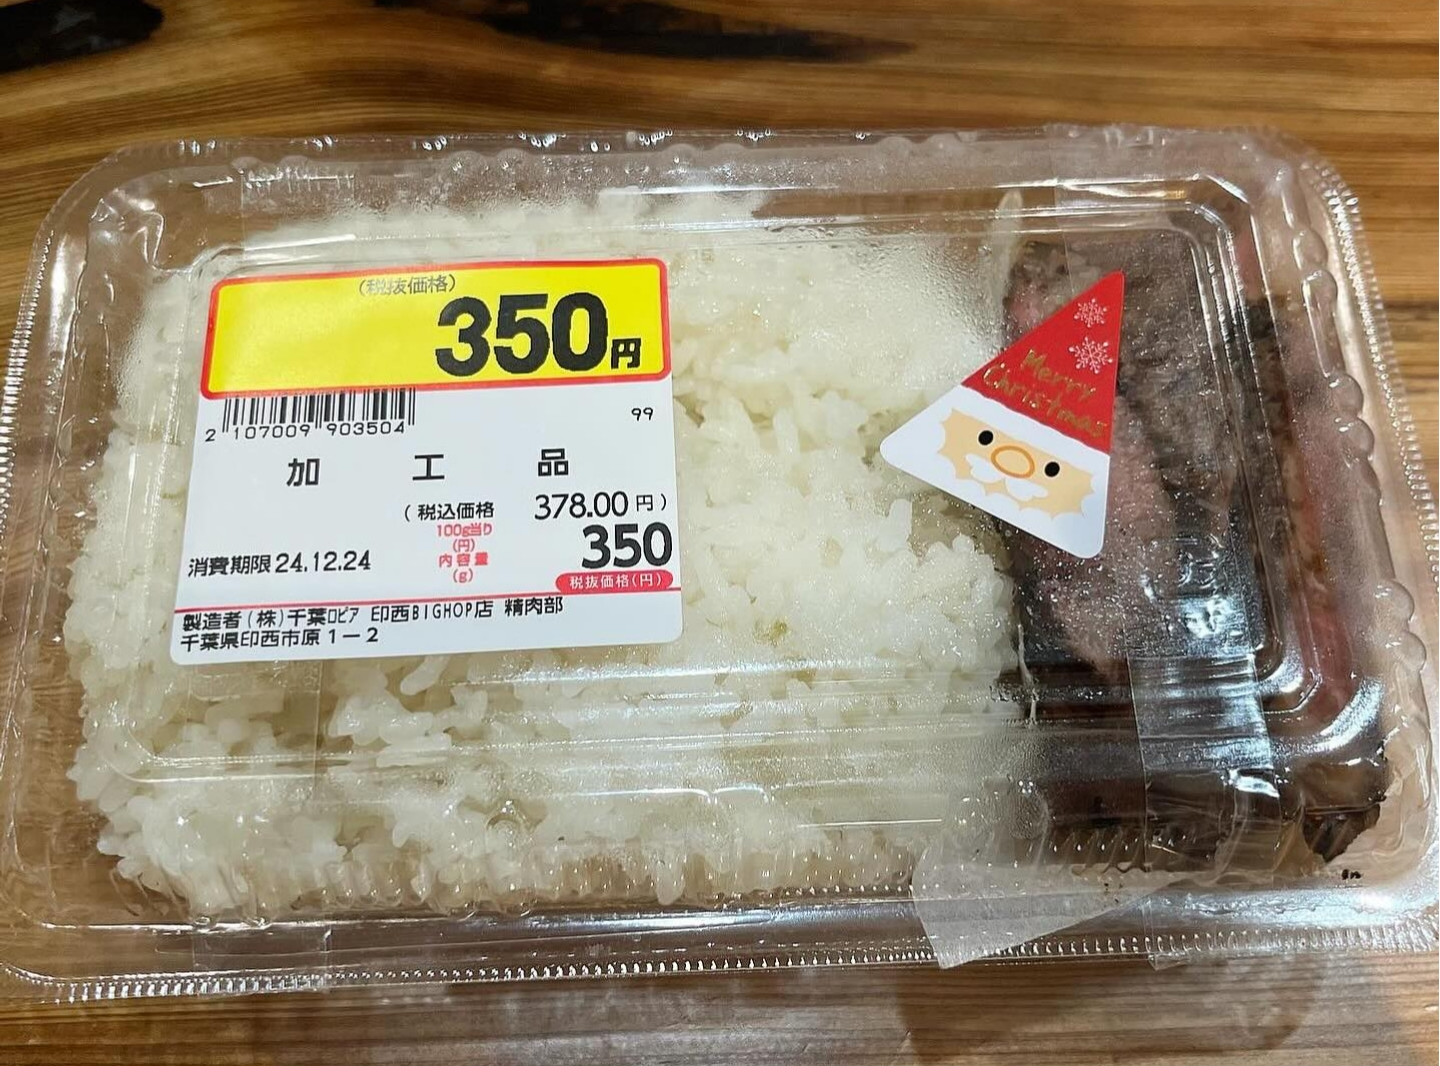 (税抜価格)
350円
2 107009 903504
99
加工品
(税込価格 378.00円)
100g当り
(円)
内容量
(g)
350
税抜価格(円)
消費期限24.12.24
製造者(株)千葉ロピア 印西BIGHOP店 精肉部
千葉県印西市原1-2
Merry
Christmas